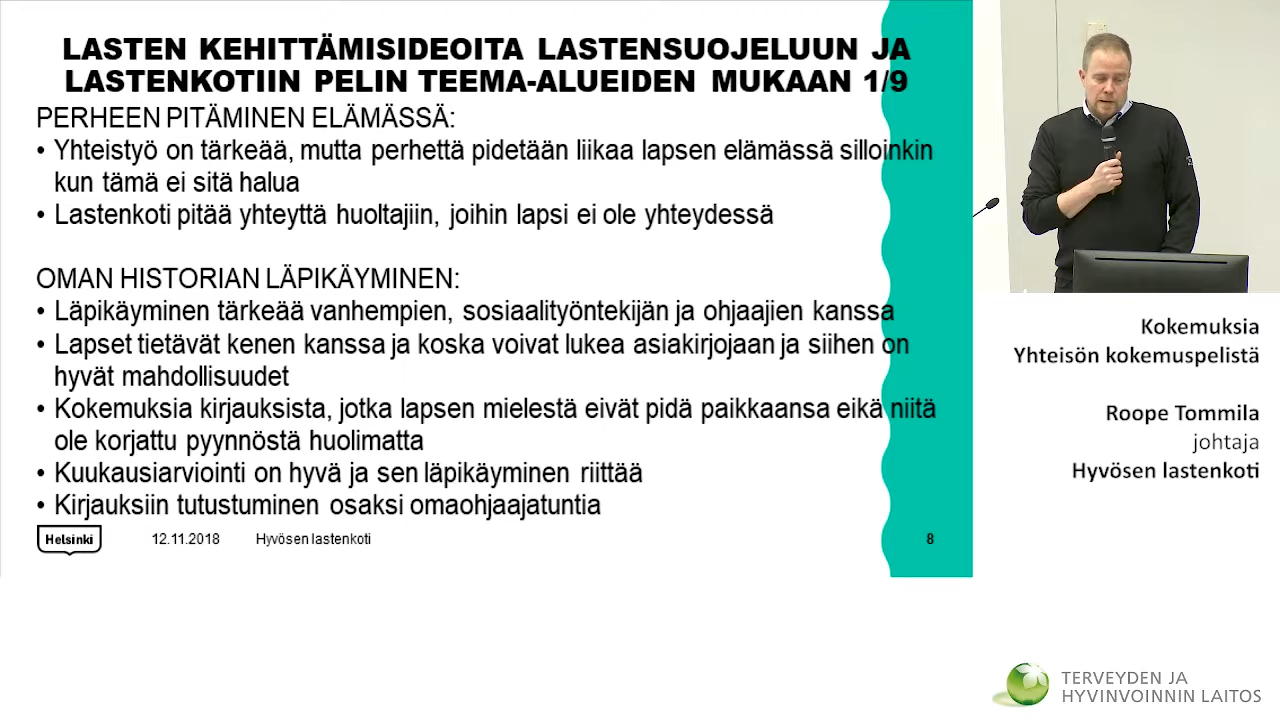 LASTEN KEHITTÄMISIDEOITA LASTENSUOJELUUN JA
LASTENKOTIIN PELIN TEEMA-ALUEIDEN MUKAAN 1/9
PERHEEN PITÄMINEN ELÄMÄSSÄ:
• Yhteistyö on tärkeää, mutta perhettä pidetään liikaa lapsen elämässä silloinkin
kun tämä ei sitä halua
• Lastenkoti pitää yhteyttä huoltajiin, joihin lapsi ei ole yhteydessä
OMAN HISTORIAN LÄPIKÄYMINEN:
• Läpikäyminen tärkeää vanhempien, sosiaalityöntekijän ja ohjaajien kanssa
• Lapset tietävät kenen kanssa ja koska voivat lukea asiakirjojaan ja siihen on
hyvät mahdollisuudet
• Kokemuksia kirjauksista, jotka lapsen mielestä eivät pidä paikkaansa eikä niitä
ole korjattu pyynnöstä huolimatta
• Kuukausiarviointi on hyvä ja sen läpikäyminen riittää
• Kirjauksiin tutustuminen osaksi omaohjaajatuntia
Helsinki 12.11.2018 Hyvösen lastenkoti 8
Kokemuksia
Yhteisön kokemuspelistä
Roope Tommila
johtaja
Hyvösen lastenkoti
TERVEYDEN JA
HYVINVOINNIN LAITOS